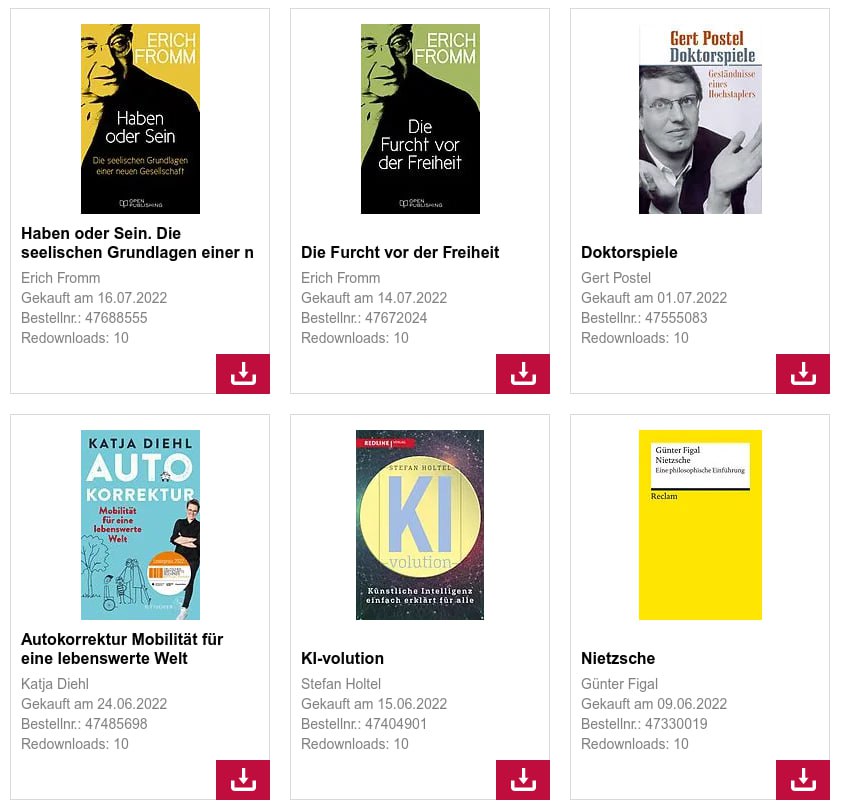 ERICH
FROMM
Haben
oder Sein
Die seelischen Grundlagen
einer neuen Gesellschaft
OPEN
PUBLISHING
Haben oder Sein. Die
seelischen Grundlagen einer n
Erich Fromm
Gekauft am 16.07.2022
Bestellnr.: 47688555
Redownloads: 10
ERICH
FROMM
Die
Furcht vor
der Freiheit
OPEN
PUBLISHING
Die Furcht vor der Freiheit
Erich Fromm
Gekauft am 14.07.2022
Bestellnr.: 47672024
Redownloads: 10
Gert Postel
Doktorspiele
Geständnisse
eines
Hochstaplers
Doktorspiele
Gert Postel
Gekauft am 01.07.2022
Bestellnr.: 47555083
Redownloads: 10
KATJA DIEHL
AUTO
KORREKTUR
Mobilität
für eine
lebenswerte
Welt
Autokorrektur Mobilität für
eine lebenswerte Welt
Katja Diehl
Gekauft am 24.06.2022
Bestellnr.: 47485698
Redownloads: 10
REDLINE VERLAG
STEFAN HOLTEL
KI
-volution-
Künstliche Intelligenz
einfach erklärt für alle
KI-volution
Stefan Holtel
Gekauft am 15.06.2022
Bestellnr.: 47404901
Redownloads: 10
Günter Figal
Nietzsche
Eine philosophische Einführung
Reclam
Nietzsche
Günter Figal
Gekauft am 09.06.2022
Bestellnr.: 47330019
Redownloads: 10